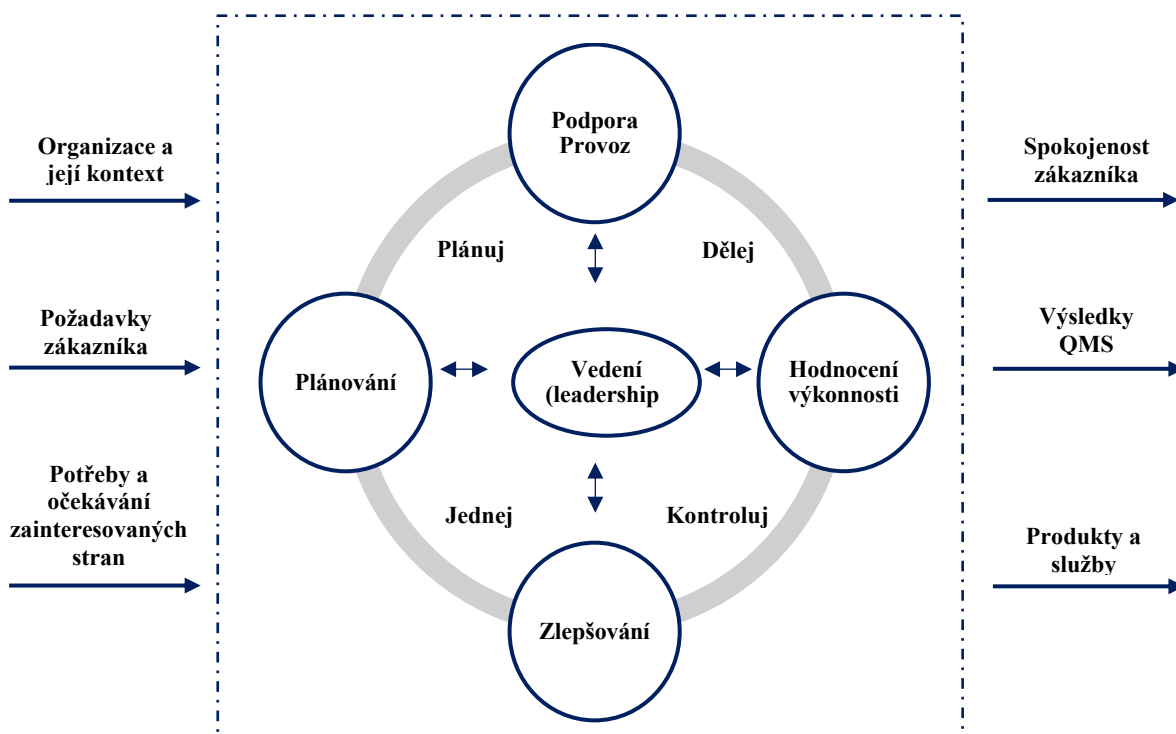 Organizace a
její kontext
Požadavky
zákazníka
Potřeby a
očekávání
zainteresovaných
stran
Podpora
Provoz
Plánuj
Dělej
Plánování
Vedení
(leadership
Hodnocení
výkonnosti
Jednej
Kontroluj
Zlepšování
Spokojenost
zákazníka
Výsledky
QMS
Produkty a
služby